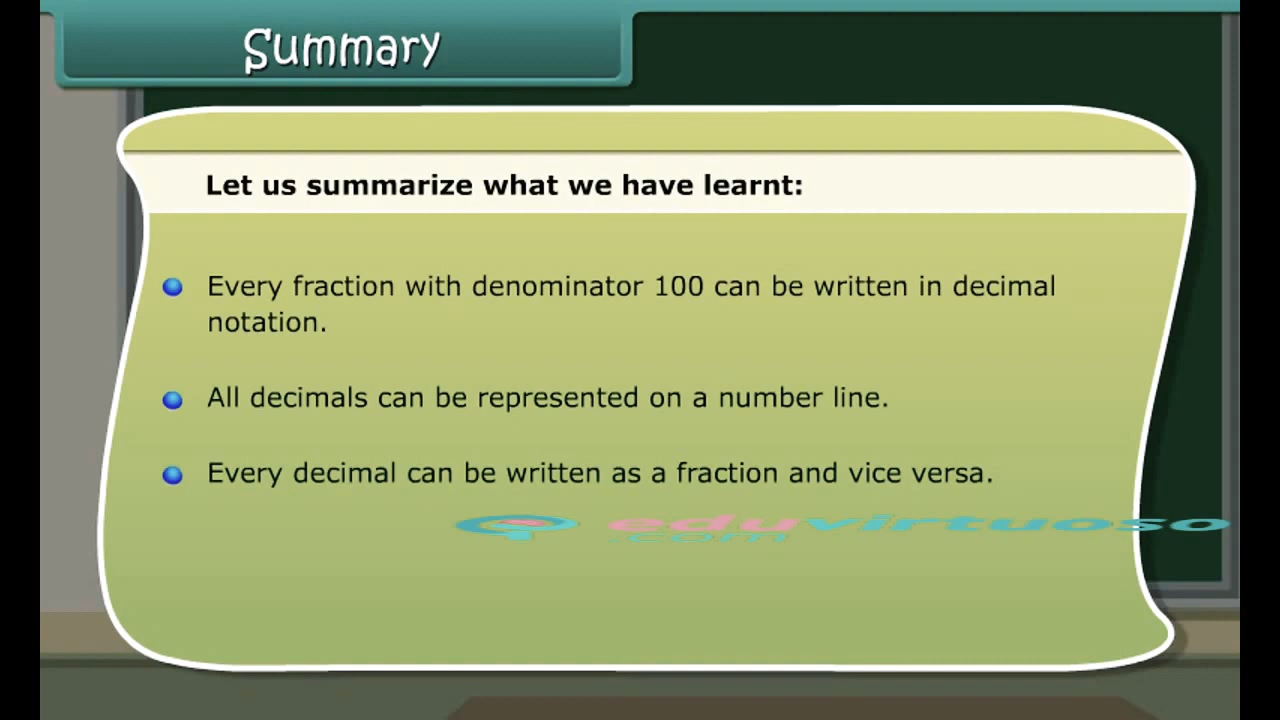 Summary
Let us summarize what we have learnt:
Every fraction with denominator 100 can be written in decimal
notation.
All decimals can be represented on a number line.
Every decimal can be written as a fraction and vice versa.
eduvirtuoso
.com